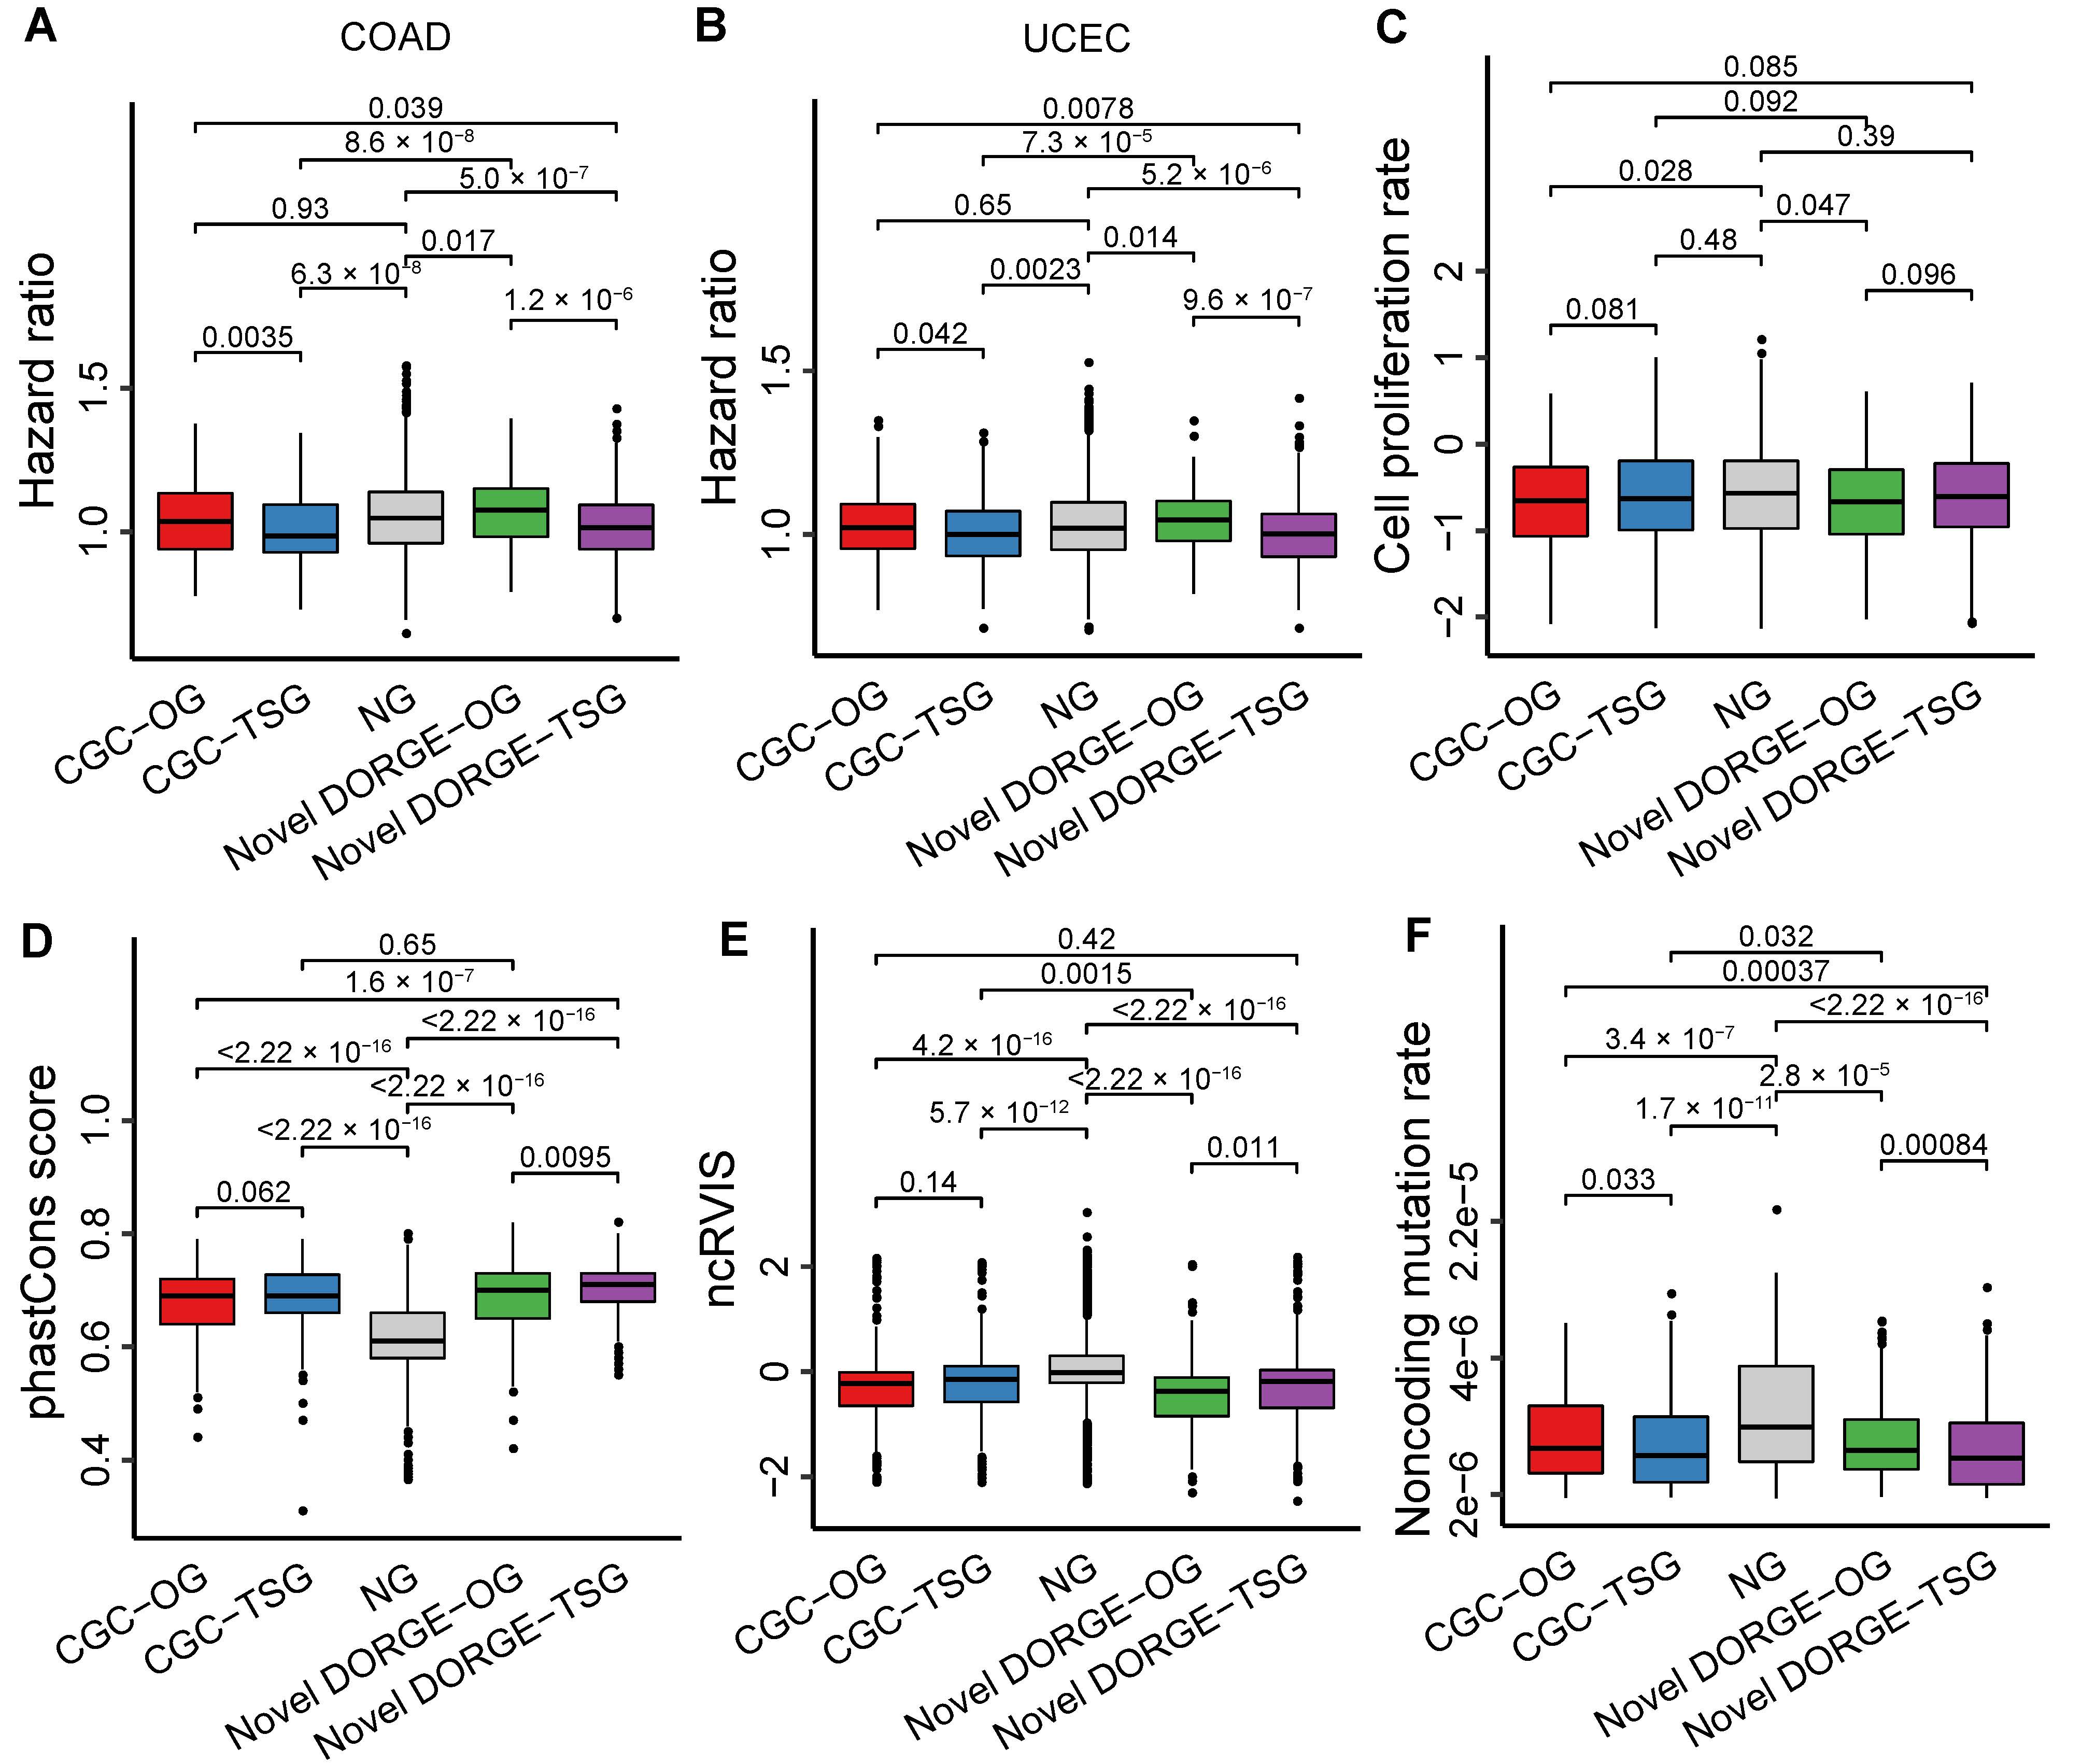 A
COAD
0.039
8.6 × 10⁻⁸
5.0 × 10⁻⁷
0.93
0.017
6.3 × 10⁻⁸
1.2 × 10⁻⁶
0.0035
Hazard ratio
1.5
1.0
CGC−OG
CGC−TSG
NG
Novel DORGE−OG
Novel DORGE−TSG
B
UCEC
0.0078
7.3 × 10⁻⁵
5.2 × 10⁻⁶
0.65
0.014
0.0023
9.6 × 10⁻⁷
0.042
Hazard ratio
1.5
1.0
CGC−OG
CGC−TSG
NG
Novel DORGE−OG
Novel DORGE−TSG
C
0.085
0.092
0.39
0.028
0.047
0.48
0.096
0.081
Cell proliferation rate
2
1
0
−1
−2
CGC−OG
CGC−TSG
NG
Novel DORGE−OG
Novel DORGE−TSG
D
0.65
1.6 × 10⁻⁷
<2.22 × 10⁻¹⁶
<2.22 × 10⁻¹⁶
<2.22 × 10⁻¹⁶
<2.22 × 10⁻¹⁶
0.0095
0.062
phastCons score
1.0
0.8
0.6
0.4
CGC−OG
CGC−TSG
NG
Novel DORGE−OG
Novel DORGE−TSG
E
0.42
0.0015
<2.22 × 10⁻¹⁶
4.2 × 10⁻¹⁶
<2.22 × 10⁻¹⁶
5.7 × 10⁻¹²
0.011
0.14
ncRVIS
2
0
−2
CGC−OG
CGC−TSG
NG
Novel DORGE−OG
Novel DORGE−TSG
F
0.032
0.00037
<2.22 × 10⁻¹⁶
3.4 × 10⁻⁷
2.8 × 10⁻⁵
1.7 × 10⁻¹¹
0.00084
0.033
Noncoding mutation rate
2.2e−5
4e−6
2e−6
CGC−OG
CGC−TSG
NG
Novel DORGE−OG
Novel DORGE−TSG